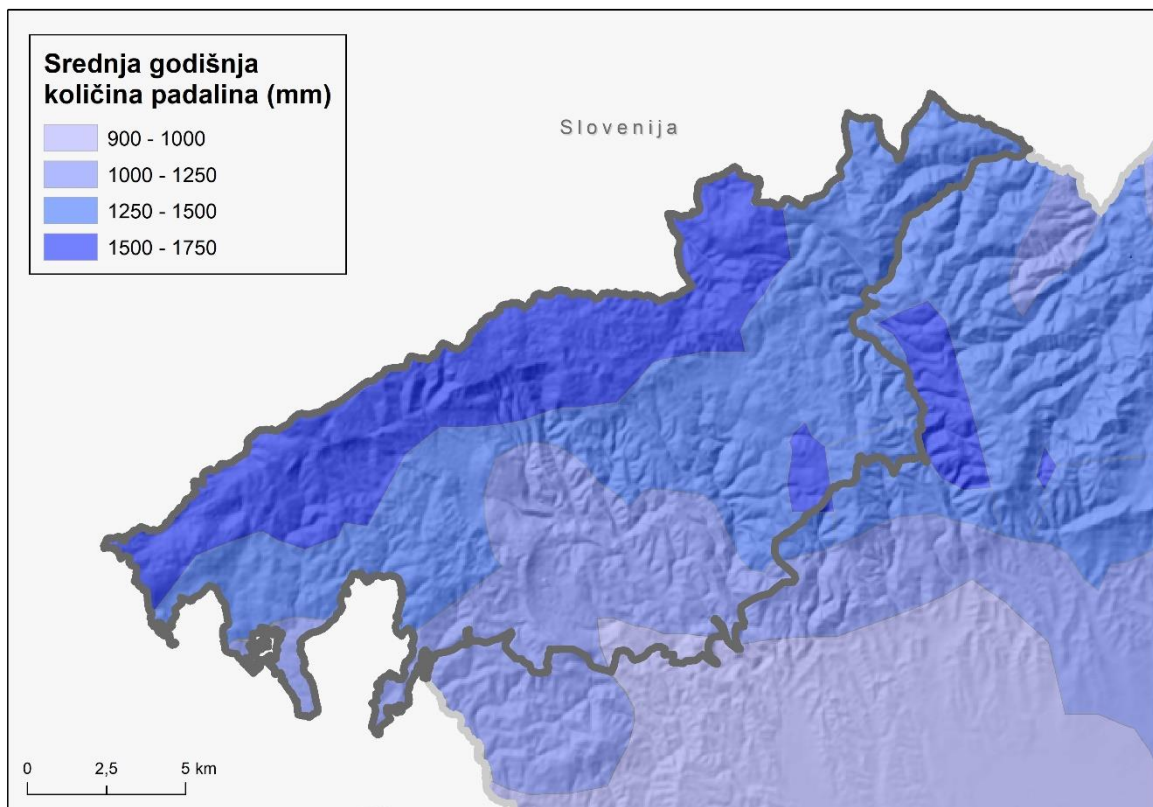 Srednja godišnja
količina padalina (mm)
900 - 1000
1000 - 1250
1250 - 1500
1500 - 1750
Slovenija
0 2,5 5 km